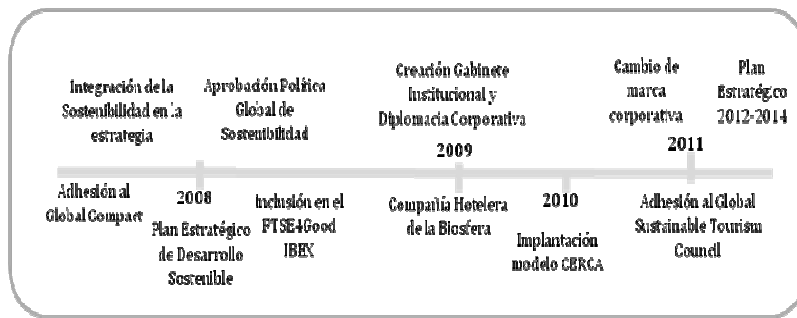 Integración de la
Sostenibilidad en la
estrategia
Aprobación Política
Global de
Sostenibilidad
Creación Gabinete
Institucional y
Diplomacia Corporativa
2009
Cambio de
marca
corporativa
2011
Plan
Estratégico
2012-2014
Adhesión al
Global Compact
2008
Plan Estratégico
de Desarrollo
Sostenible
Inclusión en el
FTSE4Good
IBEX
Compañía Hotelera
de la Biosfera
2010
Implantación
modelo CERCA
Adhesión al Global
Sustainable Tourism
Council